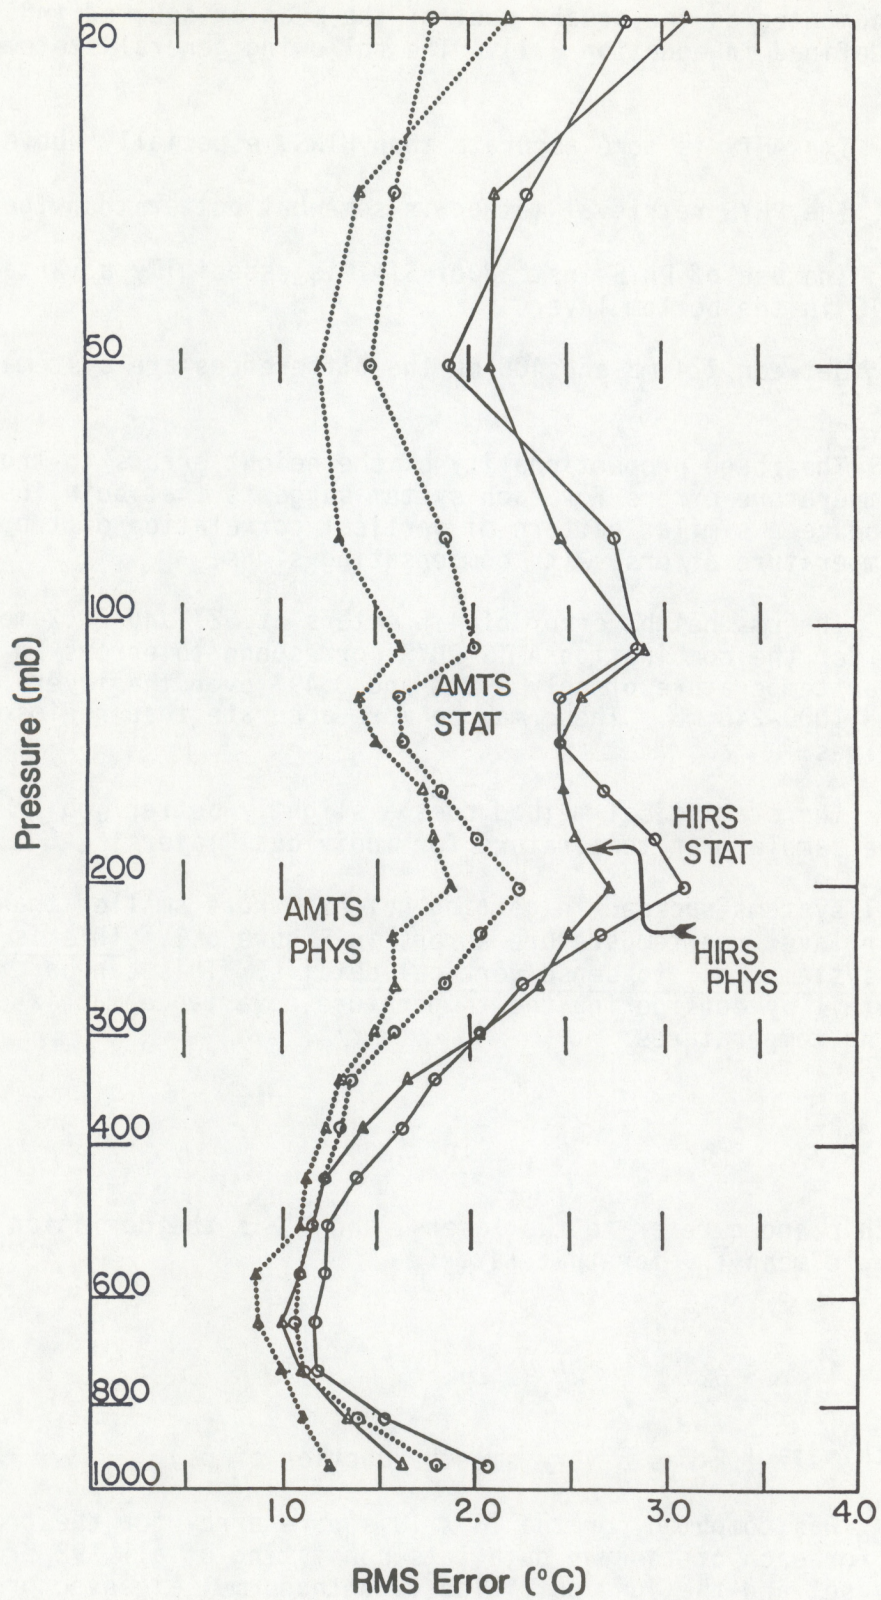 20
50
100
AMTS
STAT
HIRS
STAT
200
AMTS
PHYS
HIRS
PHYS
300
400
600
800
1000
1.0 2.0 3.0 4.0
Pressure (mb)
RMS Error (°C)